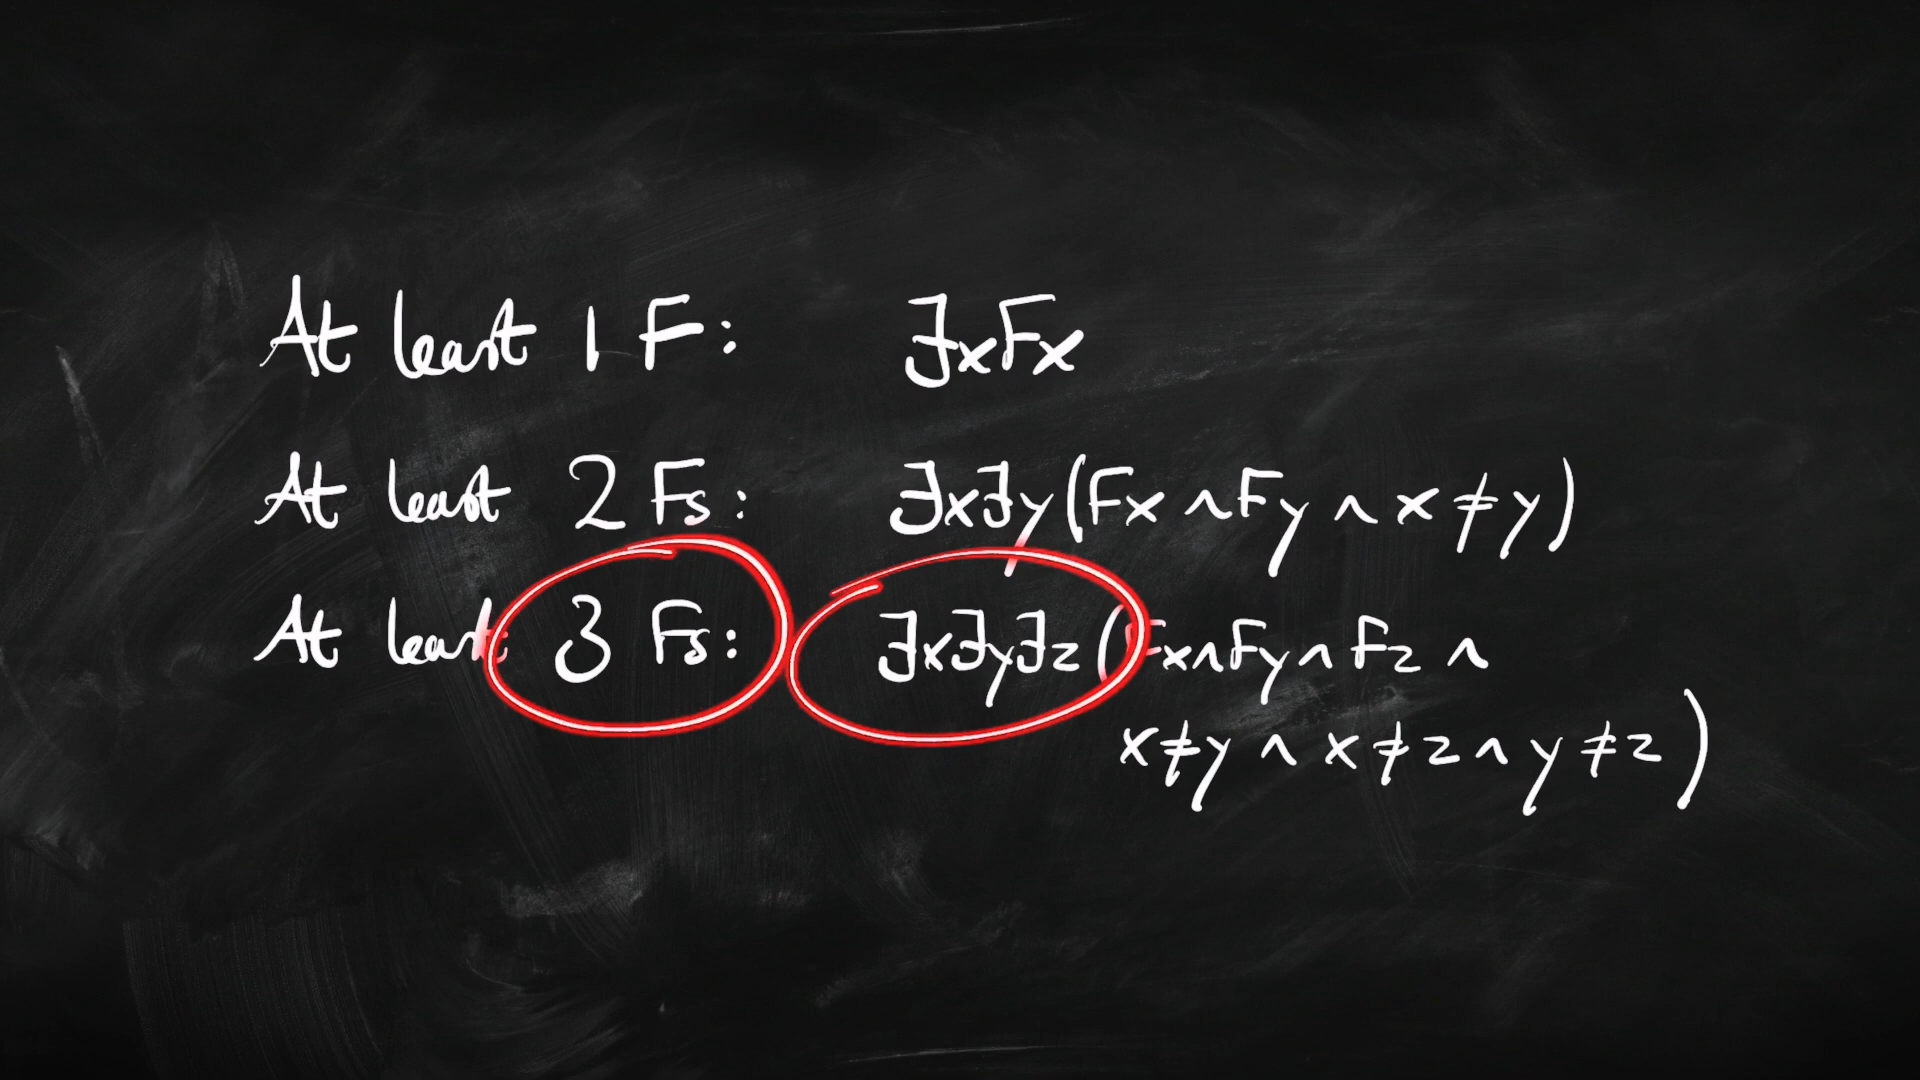 At least 1 F: ∃xFx
At least 2 Fs: ∃x∃y(Fx ∧ Fy ∧ x ≠ y)
At least 3 Fs: ∃x∃y∃z(Fx∧Fy∧Fz ∧
x≠y ∧ x≠z ∧ y≠z)